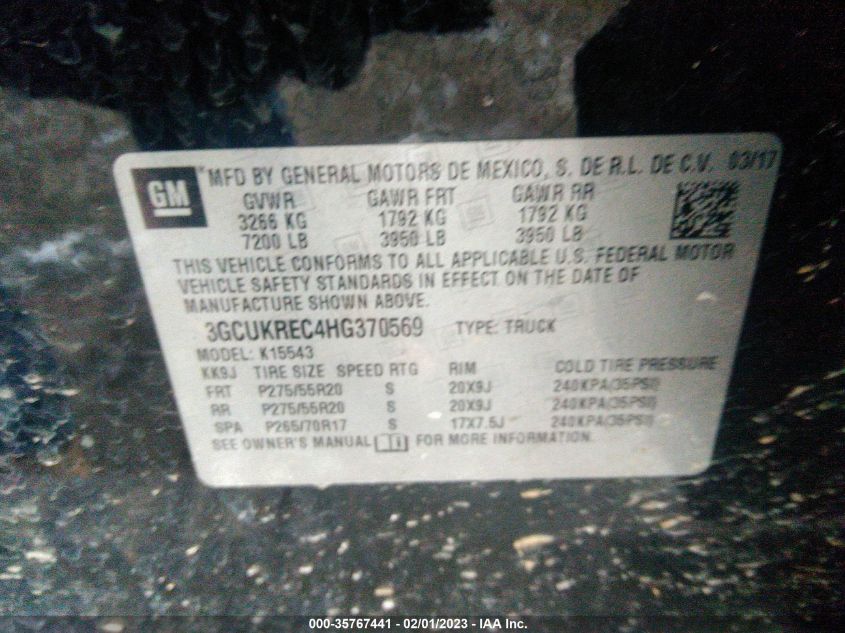 GM ® MFD BY GENERAL MOTORS DE MEXICO, S. DE R.L. DE C.V. 03/17
GVWR GAWR FRT GAWR RR
3266 KG 1792 KG 1792 KG
7200 LB 3950 LB 3950 LB
THIS VEHICLE CONFORMS TO ALL APPLICABLE U.S. FEDERAL MOTOR
VEHICLE SAFETY STANDARDS IN EFFECT ON THE DATE OF
MANUFACTURE SHOWN ABOVE.
3GCUKREC4HG370569 TYPE: TRUCK
MODEL: K15543
KK9J TIRE SIZE SPEED RTG RIM COLD TIRE PRESSURE
FRT P275/55R20 S 20X9J 240KPA(35PSI)
RR P275/55R20 S 20X9J 240KPA(35PSI)
SPA P265/70R17 S 17X7.5J 240KPA(35PSI)
SEE OWNER'S MANUAL FOR MORE INFORMATION.
000-35767441 - 02/01/2023 - IAA Inc.